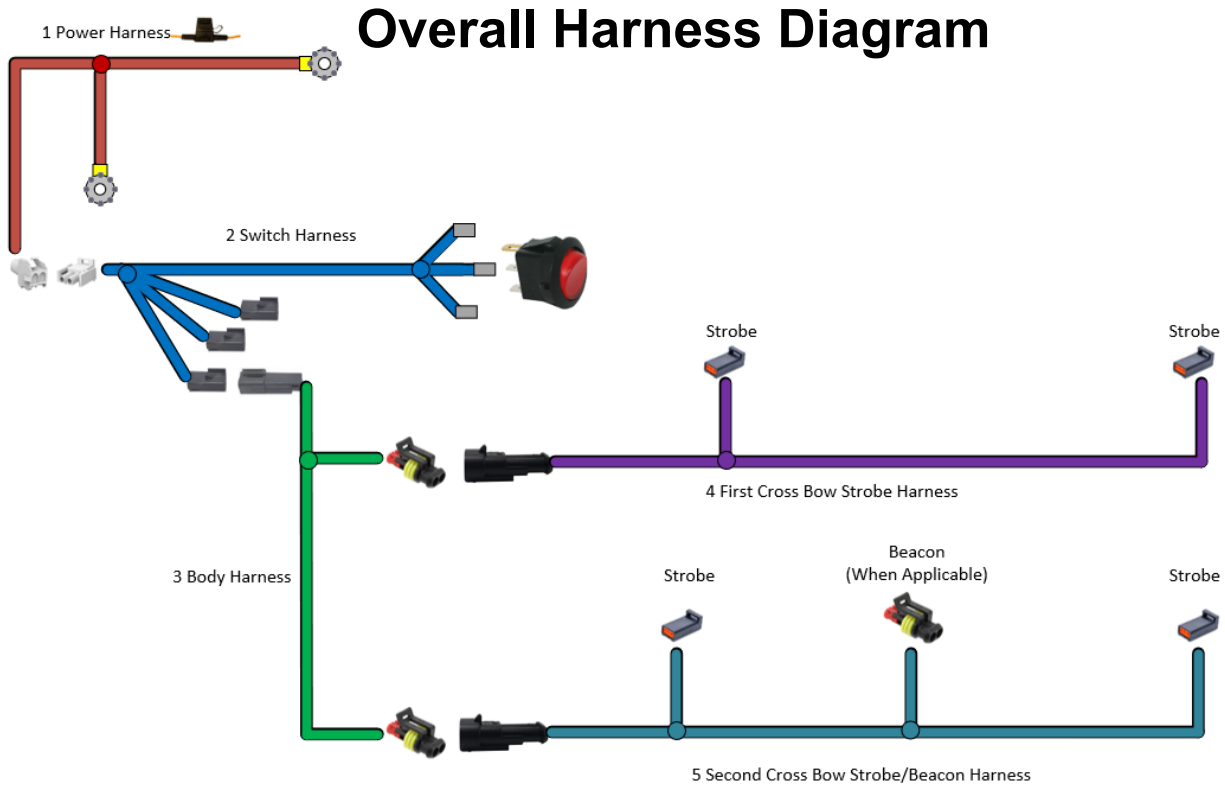 Overall Harness Diagram
1 Power Harness
2 Switch Harness
Strobe
Strobe
4 First Cross Bow Strobe Harness
3 Body Harness
Strobe
Beacon
(When Applicable)
Strobe
5 Second Cross Bow Strobe/Beacon Harness